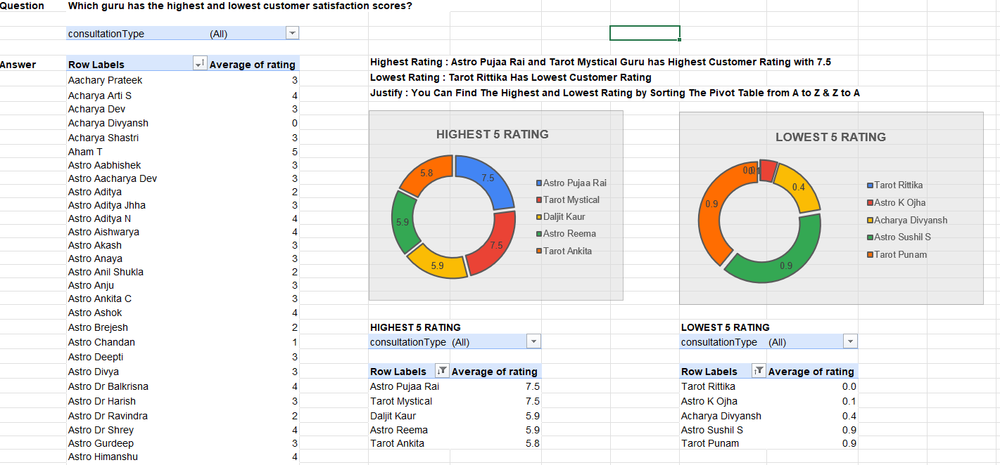 Question Which guru has the highest and lowest customer satisfaction scores?
consultationType (All)
Answer Row Labels Average of rating
Aachary Prateek 3
Acharya Arti S 4
Acharya Dev 3
Acharya Divyansh 0
Acharya Shastri 3
Aham T 5
Astro Aabhishek 3
Astro Aacharya Dev 3
Astro Aditya 2
Astro Aditya Jhha 3
Astro Aditya N 4
Astro Aishwarya 4
Astro Akash 3
Astro Anaya 3
Astro Anil Shukla 2
Astro Anju 3
Astro Ankita C 3
Astro Ashok 4
Astro Brejesh 2
Astro Chandan 1
Astro Deepti 3
Astro Divya 3
Astro Dr Balkrisna 4
Astro Dr Harish 3
Astro Dr Ravindra 2
Astro Dr Shrey 4
Astro Gurdeep 3
Astro Himanshu 4
Highest Rating : Astro Pujaa Rai and Tarot Mystical Guru has Highest Customer Rating with 7.5
Lowest Rating : Tarot Rittika Has Lowest Customer Rating
Justify : You Can Find The Highest and Lowest Rating by Sorting The Pivot Table from A to Z & Z to A
HIGHEST 5 RATING
5.8
7.5
5.9
7.5
5.9
Astro Pujaa Rai
Tarot Mystical
Daljit Kaur
Astro Reema
Tarot Ankita
LOWEST 5 RATING
0.4
0.9
0.9
Tarot Rittika
Astro K Ojha
Acharya Divyansh
Astro Sushil S
Tarot Punam
HIGHEST 5 RATING
consultationType (All)
Row Labels Average of rating
Astro Pujaa Rai 7.5
Tarot Mystical 7.5
Daljit Kaur 5.9
Astro Reema 5.9
Tarot Ankita 5.8
LOWEST 5 RATING
consultationType (All)
Row Labels Average of rating
Tarot Rittika 0.0
Astro K Ojha 0.1
Acharya Divyansh 0.4
Astro Sushil S 0.9
Tarot Punam 0.9